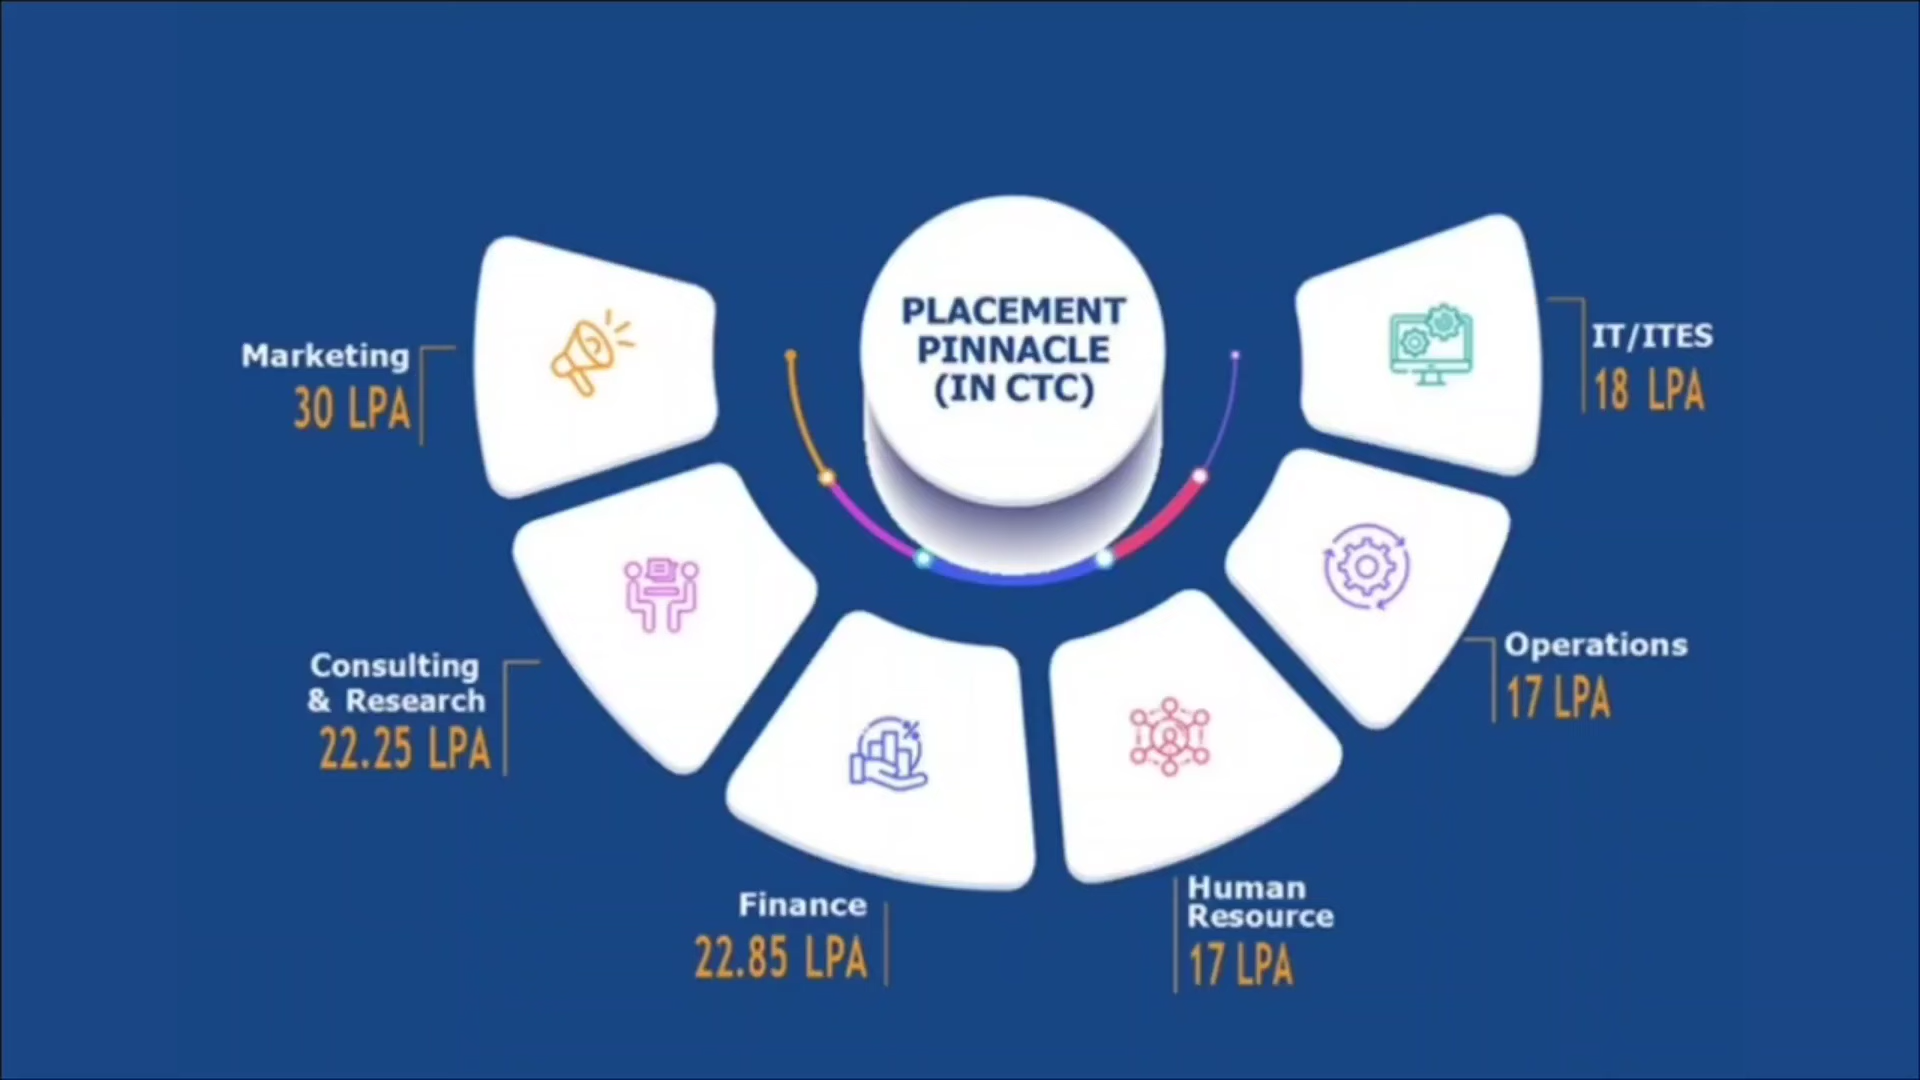 PLACEMENT
PINNACLE
(IN CTC)
Marketing
30 LPA
Consulting
& Research
22.25 LPA
Finance
22.85 LPA
Human
Resource
17 LPA
Operations
17 LPA
IT/ITES
18 LPA
%